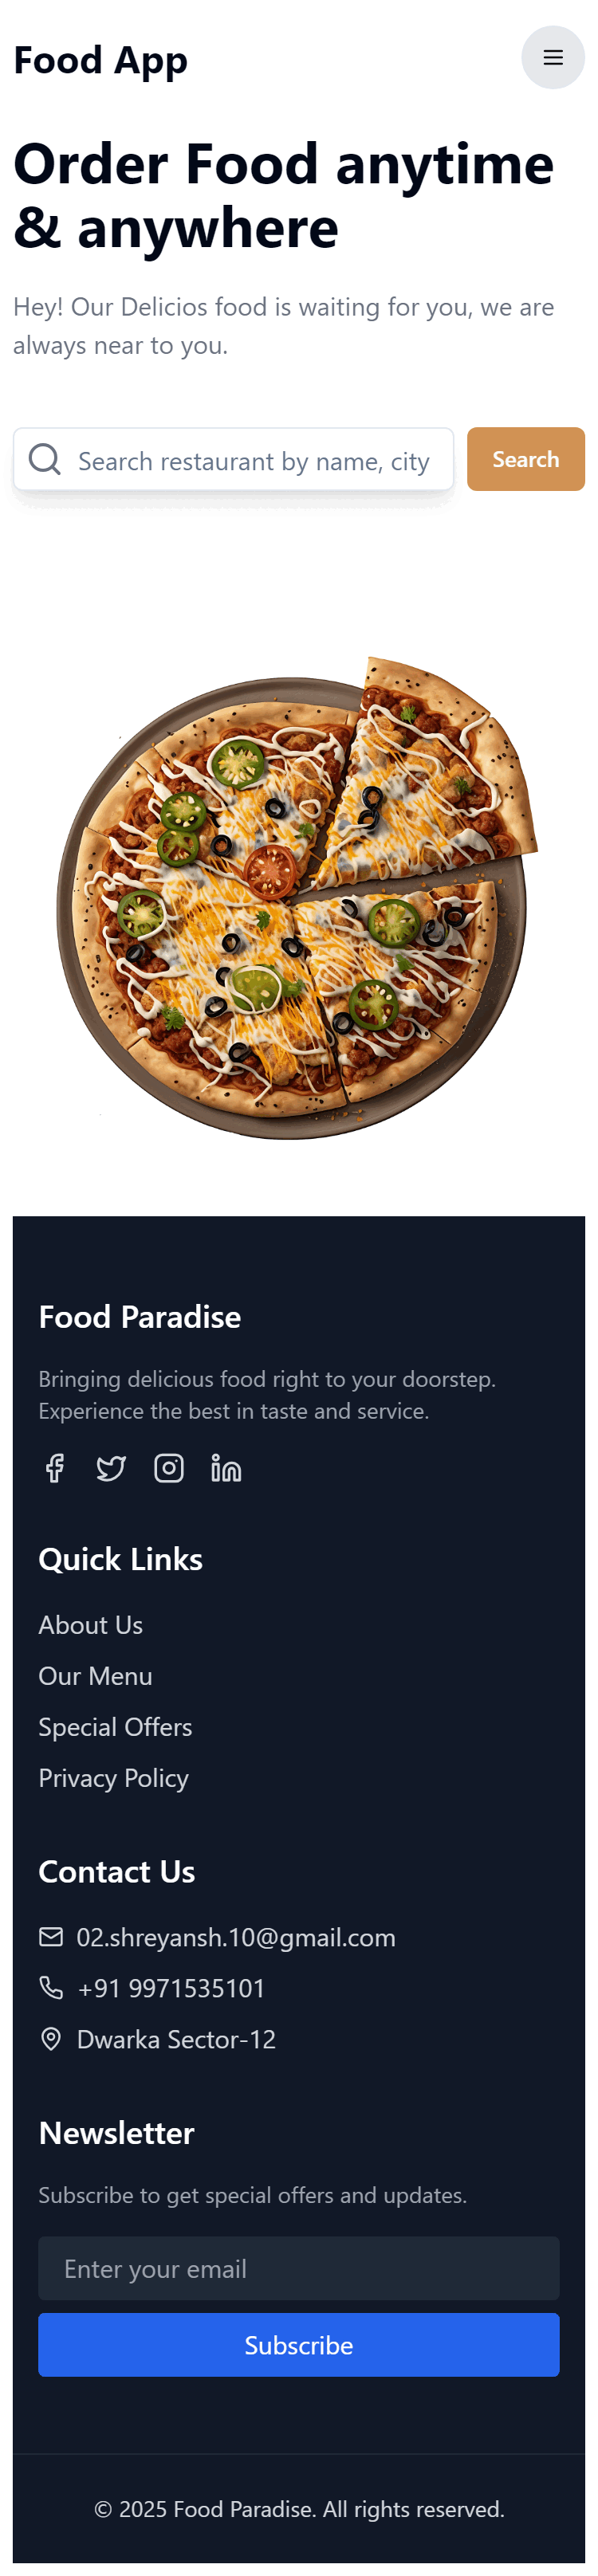 Food App
Order Food anytime
& anywhere
Hey! Our Delicios food is waiting for you, we are
always near to you.
Search restaurant by name, city
Search
Food Paradise
Bringing delicious food right to your doorstep.
Experience the best in taste and service.
Quick Links
About Us
Our Menu
Special Offers
Privacy Policy
Contact Us
02.shreyansh.10@gmail.com
+91 9971535101
Dwarka Sector-12
Newsletter
Subscribe to get special offers and updates.
Enter your email
Subscribe
© 2025 Food Paradise. All rights reserved.